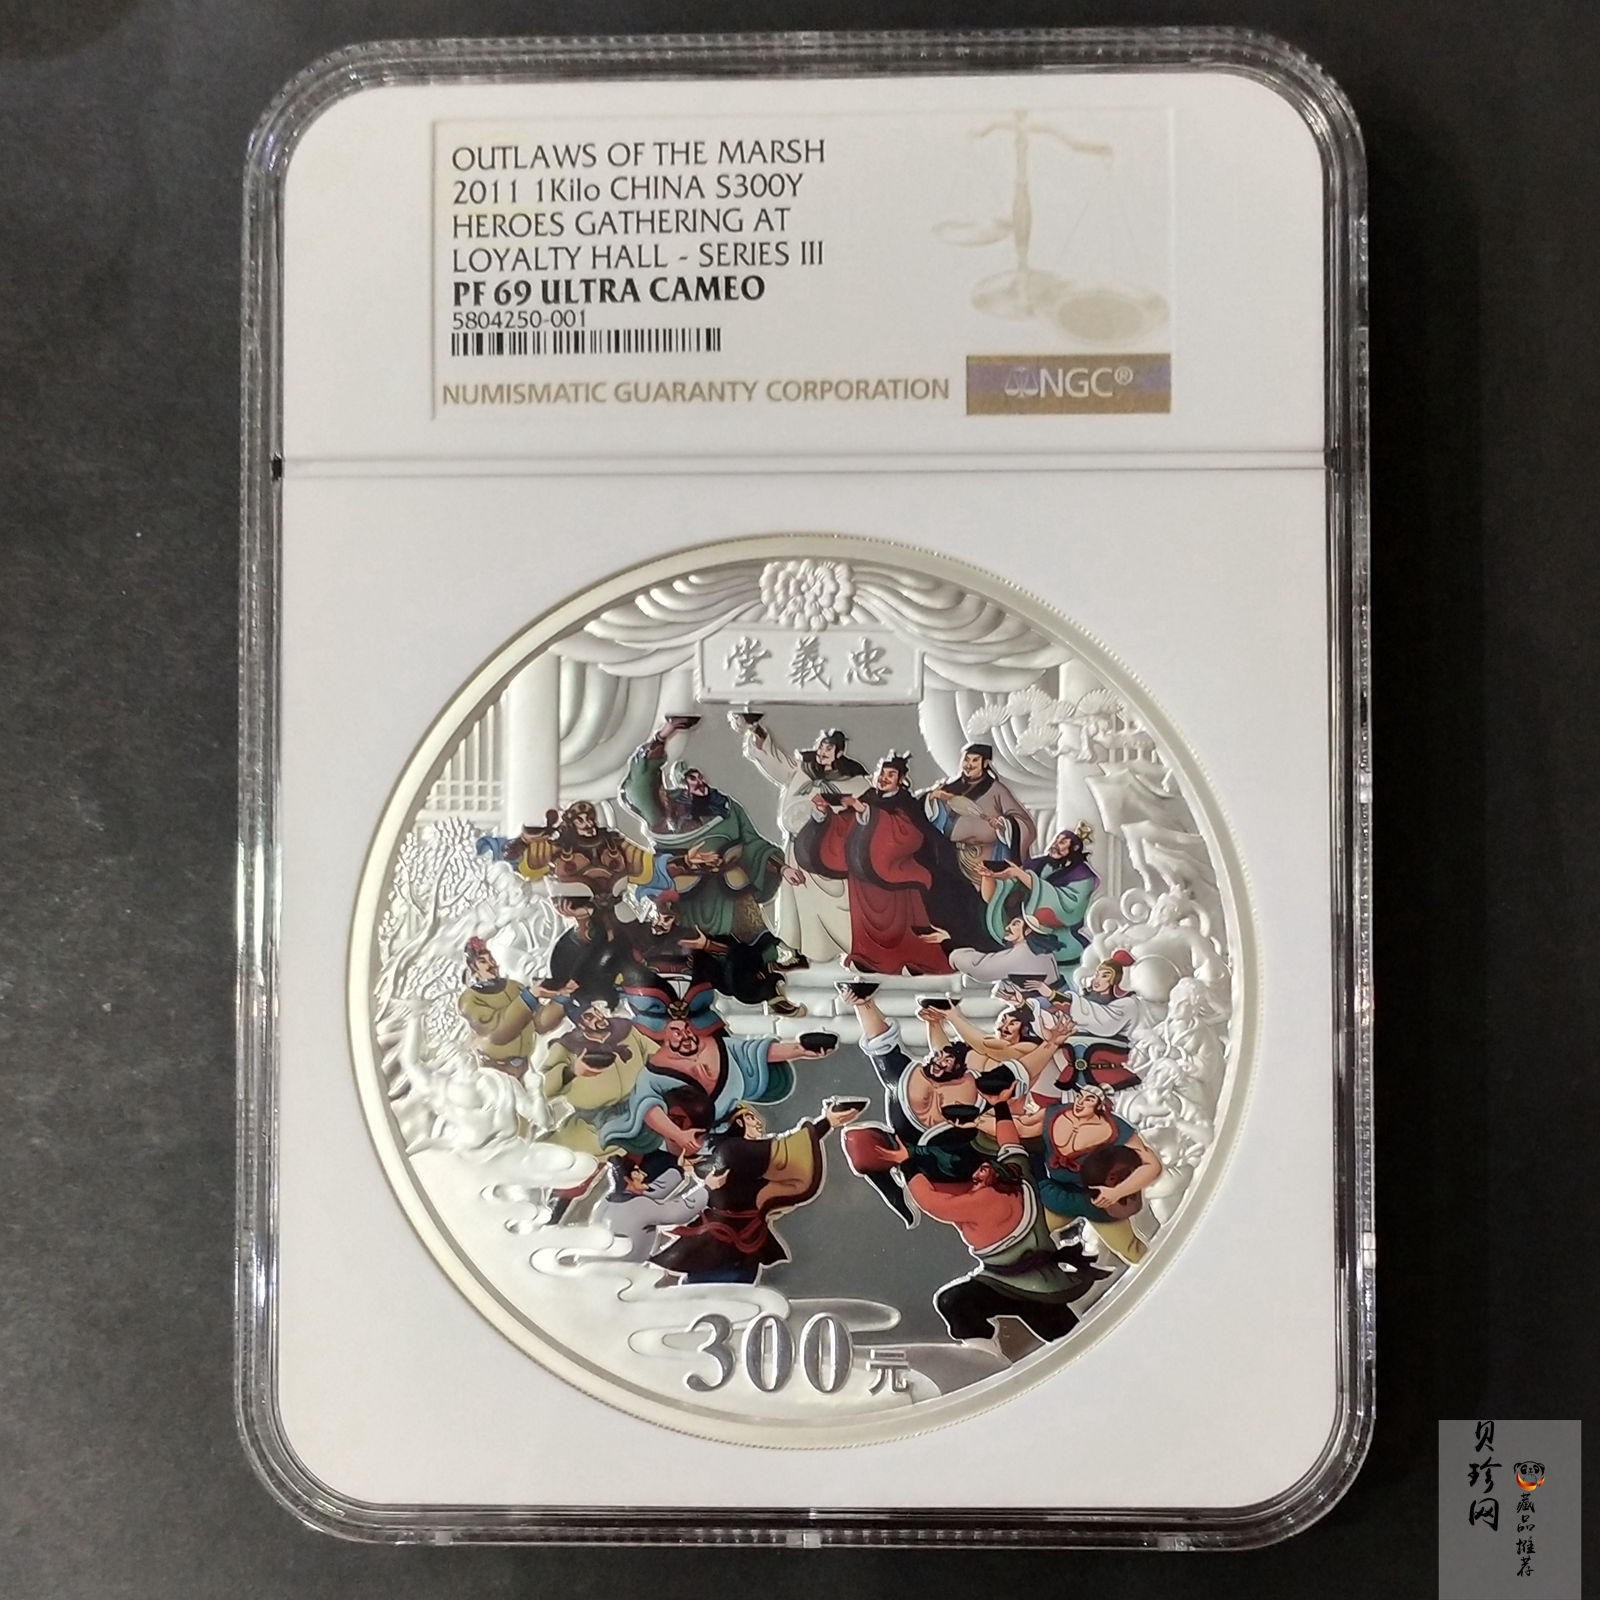 OUTLAWS OF THE MARSH
2011 1Kilo CHINA S300Y
HEROES GATHERING AT
LOYALTY HALL - SERIES III
PF 69 ULTRA CAMEO
5804250-001
NUMISMATIC GUARANTY CORPORATION
NGC®
堂義忠
300元
贝珍网
藏品推荐